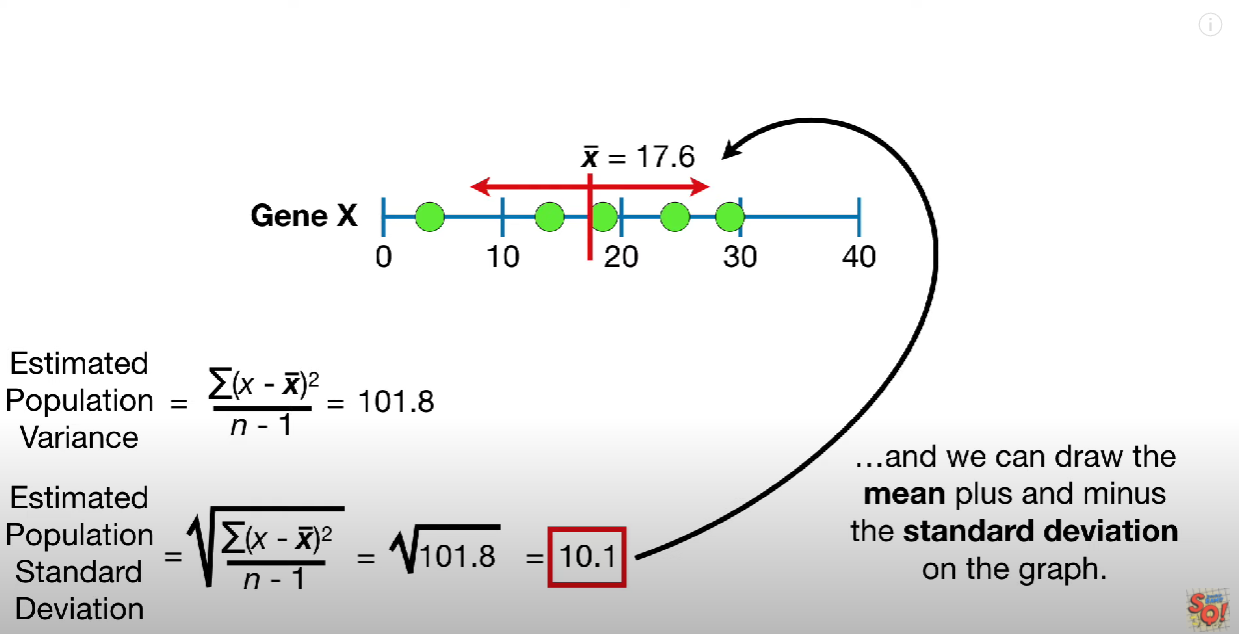 x̄ = 17.6
Gene X
0 10 20 30 40
Estimated
Population
Variance
= Σ(x - x̄)² / n - 1 = 101.8
Estimated
Population
Standard
Deviation
= √Σ(x - x̄)² / n - 1 = √101.8 = 10.1
...and we can draw the
mean plus and minus
the standard deviation
on the graph.
SQ!